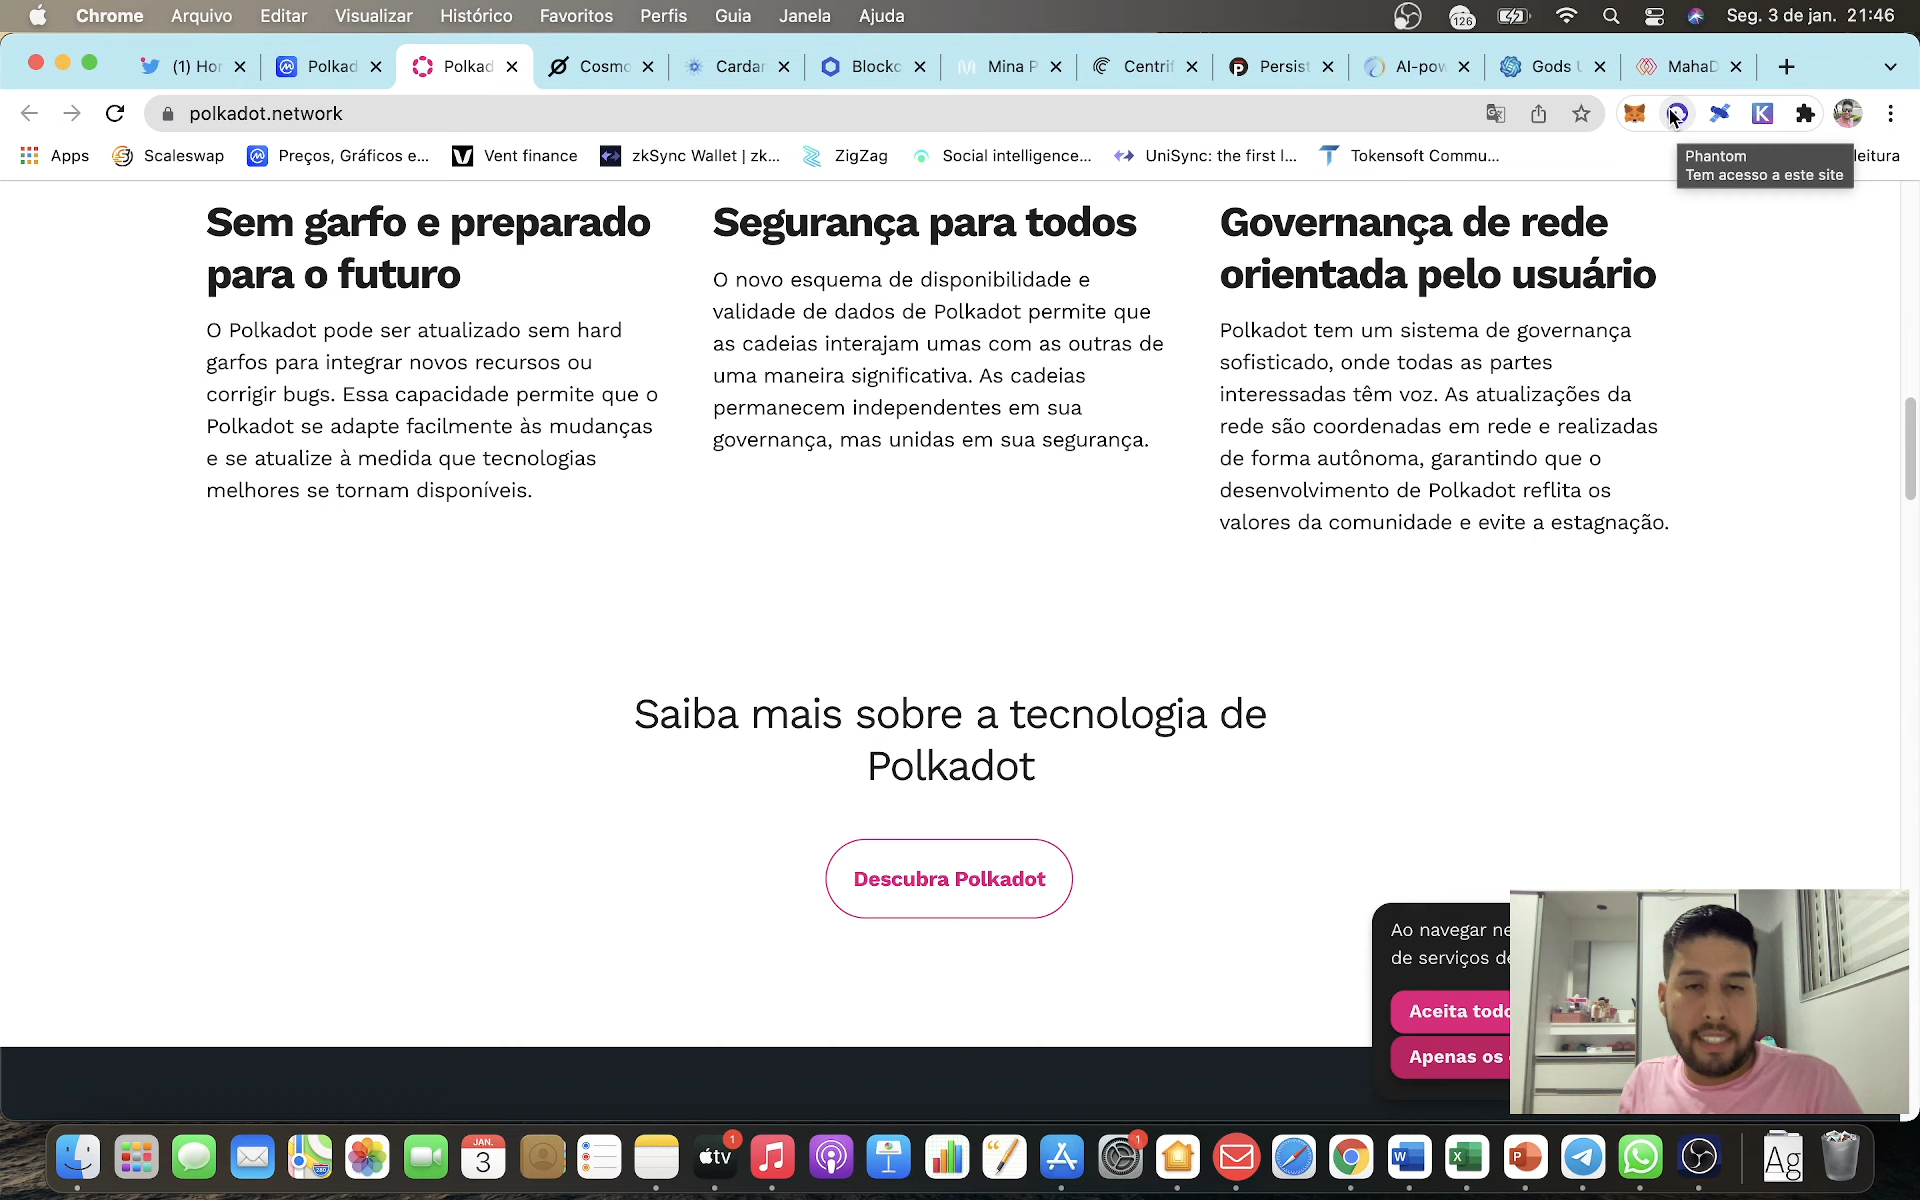 Chrome Arquivo Editar Visualizar Histórico Favoritos Perfis Guia Janela Ajuda 126 Seg. 3 de jan. 21:46
(1) Hor Polkad Polkad Cosmo Cardar Blockc Mina P Centrif Persist AI-pow Gods U MahaD
polkadot.network
Apps Scaleswap Preços, Gráficos e... Vent finance zkSync Wallet | zk... ZigZag Social intelligence... UniSync: the first l... Tokensoft Commu... leitura
Phantom
Tem acesso a este site
Sem garfo e preparado
para o futuro
O Polkadot pode ser atualizado sem hard
garfos para integrar novos recursos ou
corrigir bugs. Essa capacidade permite que o
Polkadot se adapte facilmente às mudanças
e se atualize à medida que tecnologias
melhores se tornam disponíveis.
Segurança para todos
O novo esquema de disponibilidade e
validade de dados de Polkadot permite que
as cadeias interajam umas com as outras de
uma maneira significativa. As cadeias
permanecem independentes em sua
governança, mas unidas em sua segurança.
Governança de rede
orientada pelo usuário
Polkadot tem um sistema de governança
sofisticado, onde todas as partes
interessadas têm voz. As atualizações da
rede são coordenadas em rede e realizadas
de forma autônoma, garantindo que o
desenvolvimento de Polkadot reflita os
valores da comunidade e evite a estagnação.
Saiba mais sobre a tecnologia de
Polkadot
Descubra Polkadot
Ao navegar ne
de serviços de
Aceita todo
Apenas os
JAN.
3
280
tv
1
1
W
X
P
Ag